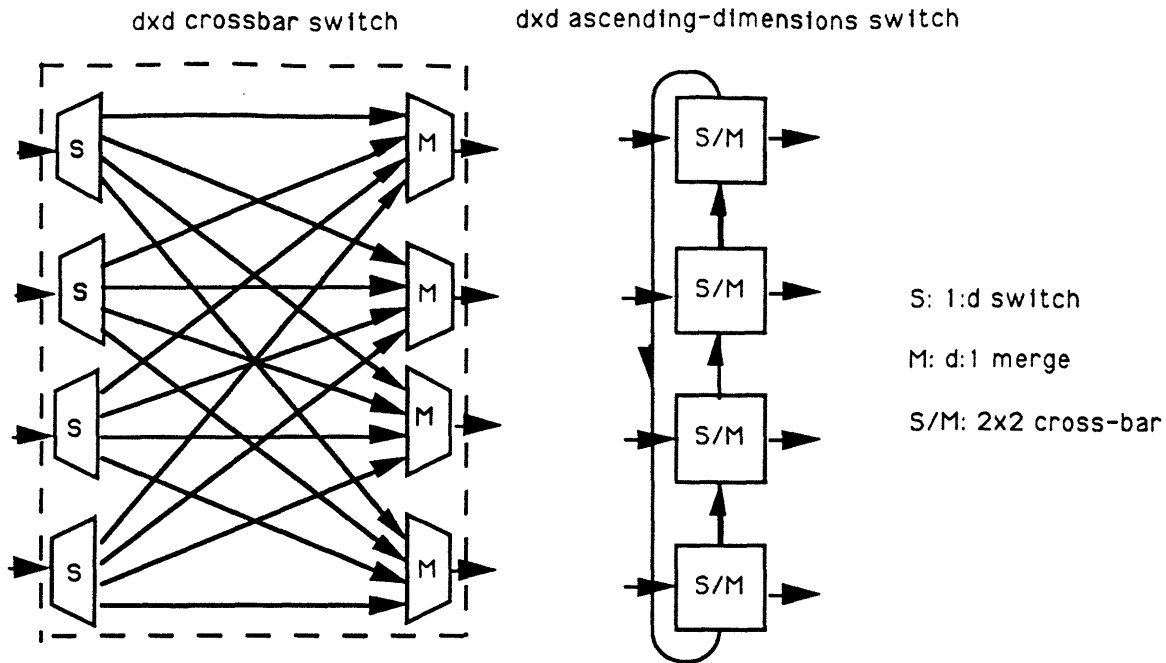 dxd crossbar switch
dxd ascending-dimensions switch
S
M
S
M
S
M
S
M
S/M
S/M
S/M
S/M
S: 1:d switch
M: d:1 merge
S/M: 2x2 cross-bar